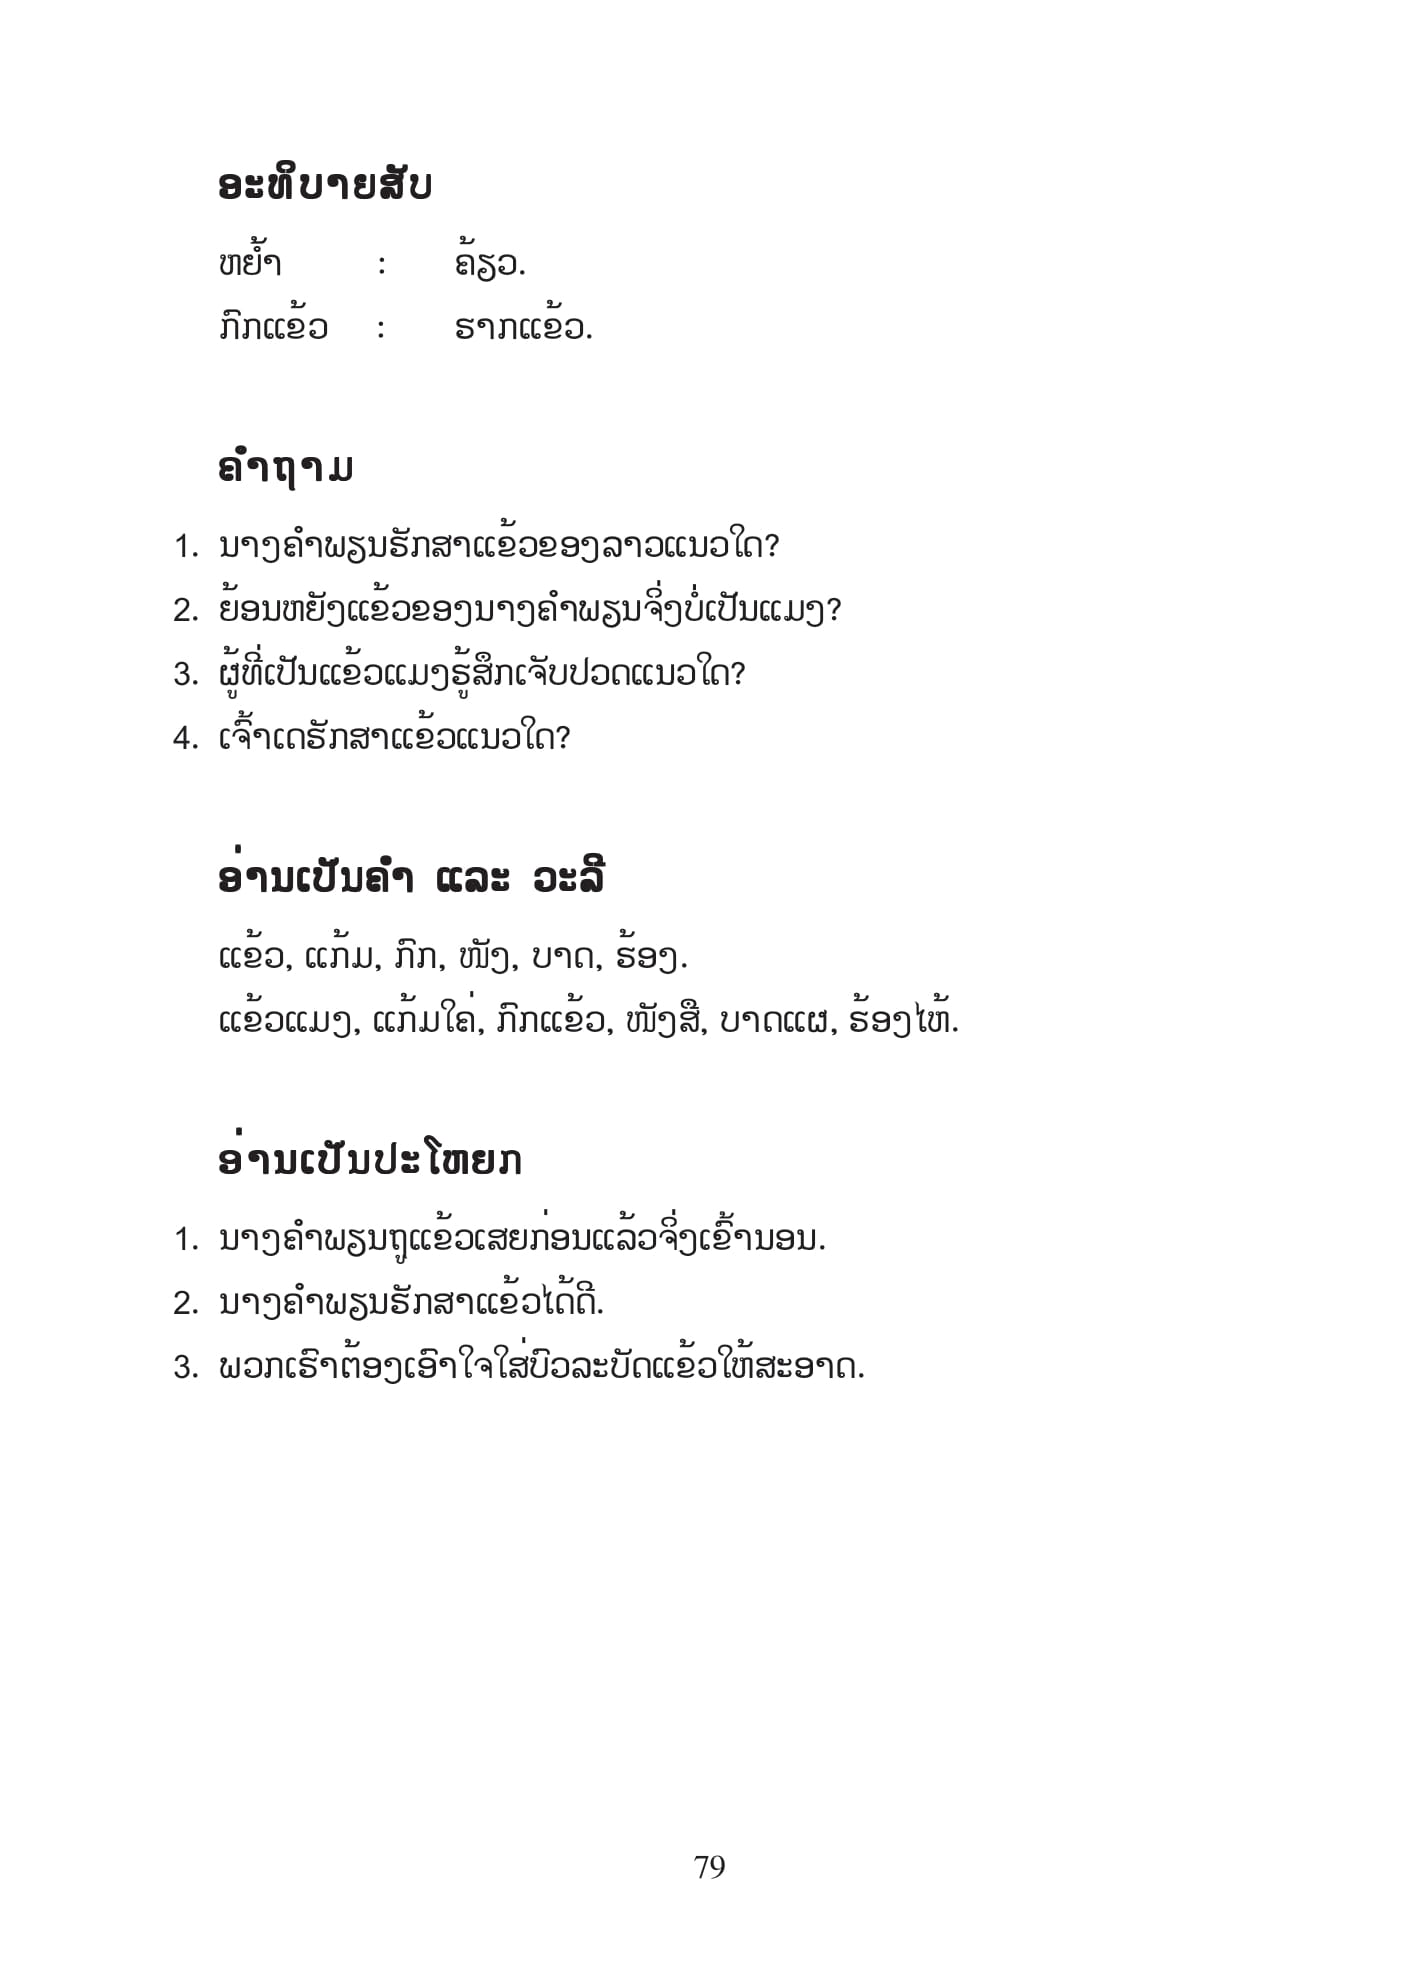 ອະທິບາຍສັບ
ຫຍ້ຳ : ຄ້ຽວ.
ກົກແຂ້ວ : ຮາກແຂ້ວ.
ຄຳຖາມ
1. ນາງຄຳພຽນຮັກສາແຂ້ວຂອງລາວແນວໃດ?
2. ຍ້ອນຫຍັງແຂ້ວຂອງນາງຄຳພຽນຈຶ່ງບໍ່ເປັນແມງ?
3. ຜູ້ທີ່ເປັນແຂ້ວແມງຮູ້ສຶກເຈັບປວດແນວໃດ?
4. ເຈົ້າເດຮັກສາແຂ້ວແນວໃດ?
ອ່ານເປັນຄຳ ແລະ ວະລີ
ແຂ້ວ, ແກ້ມ, ກົກ, ໜັງ, ບາດ, ຮ້ອງ.
ແຂ້ວແມງ, ແກ້ມໃຄ່, ກົກແຂ້ວ, ໜັງສື, ບາດແຜ, ຮ້ອງໄຫ້.
ອ່ານເປັນປະໂຫຍກ
1. ນາງຄຳພຽນຖູແຂ້ວເສຍກ່ອນແລ້ວຈິ່ງເຂົ້ານອນ.
2. ນາງຄຳພຽນຮັກສາແຂ້ວໄດ້ດີ.
3. ພວກເຮົາຕ້ອງເອົາໃຈໃສ່ບົວລະບັດແຂ້ວໃຫ້ສະອາດ.
79